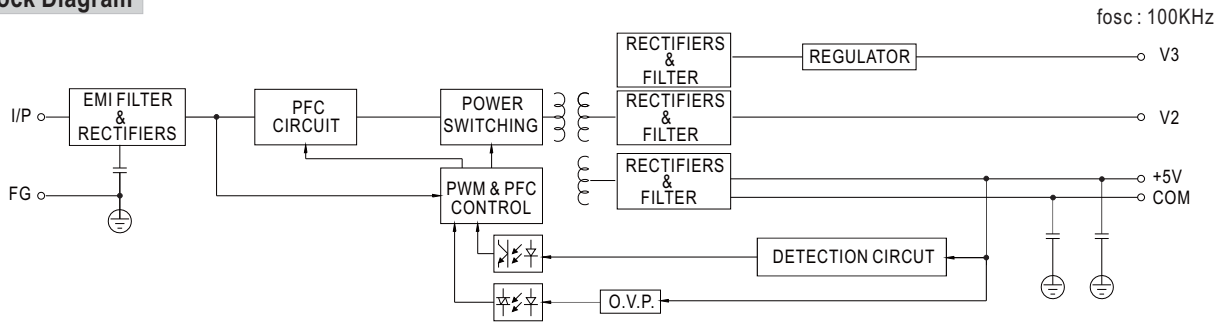 ock Diagram
fosc : 100KHz
RECTIFIERS
&
FILTER
REGULATOR
V3
I/P
EMI FILTER
&
RECTIFIERS
PFC
CIRCUIT
POWER
SWITCHING
RECTIFIERS
&
FILTER
V2
FG
PWM & PFC
CONTROL
RECTIFIERS
&
FILTER
+5V
COM
DETECTION CIRCUT
O.V.P.